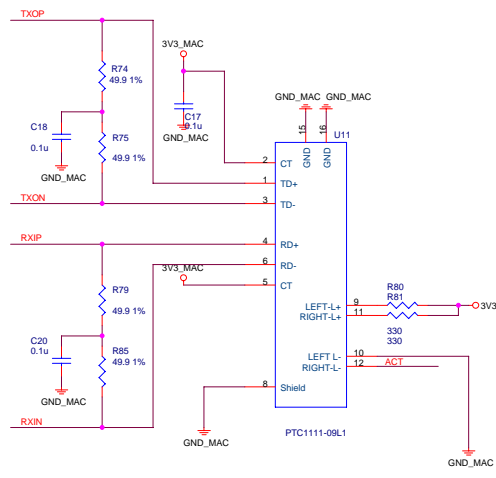 TXOP
3V3_MAC
R74
49.9 1%
GND_MAC GND_MAC
C17
0.1u
GND_MAC
C18
0.1u
R75
49.9 1%
GND_MAC
15
16
U11
GND
GND
2
CT
1
TD+
TXON
3
TD-
RXIP
4
RD+
6
RD-
3V3_MAC
5
CT
R79
49.9 1%
R80
R81
LEFT-L+
9
RIGHT-L+
11
3V3
330
330
C20
0.1u
R85
49.9 1%
LEFT L-
10
RIGHT-L-
12
ACT
8
Shield
GND_MAC
RXIN
PTC1111-09L1
GND_MAC
GND_MAC